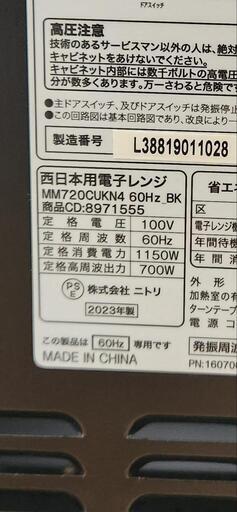 ドアスイッチ
高圧注意
技術のあるサービスマン以外の人は、絶
キャビネットをあけないでください。
キャビネット内部には数千ボルトの高電圧
分が数多くあります。万一さわると危険で
●主ドアスイッチ、及びドアスイッチは発振停止
●この回路図は基本回路図であり、改良により
製造番号 L38819011028
西日本用電子レンジ
MM720CUKN4 60Hz_BK
商品CD:8971555
定格電圧 100V
定格周波数 60Hz
定格消費電力 1150W
定格高周波出力 700W
PSE 株式会社 ニトリ
2023年製
この製品は 60Hz 専用です
MADE IN CHINA
省エネ
区
電子レンジ機
年間待機
年間消費
外形
加熱室の有
ターンテーブ
電源コ
発振周波
PN:160700